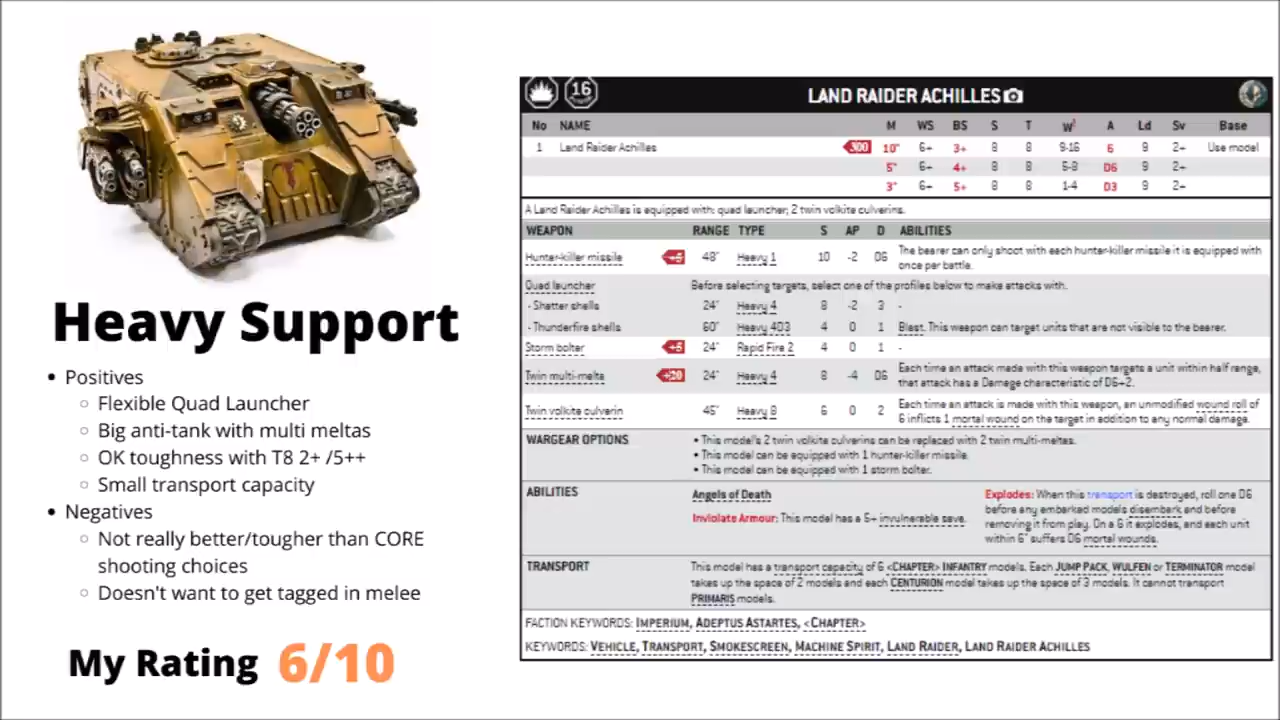 Heavy Support
• Positives
○ Flexible Quad Launcher
○ Big anti-tank with multi meltas
○ OK toughness with T8 2+ /5++
○ Small transport capacity
• Negatives
○ Not really better/tougher than CORE
shooting choices
○ Doesn't want to get tagged in melee
My Rating 6/10
16
LAND RAIDER ACHILLES
No NAME M WS BS S T W A Ld Sv Base
1 Land Raider Achilles 300 10" 6+ 3+ 8 8 9-16 6 9 2+ Use model
5" 6+ 4+ 8 8 5-8 D6 9 2+
3" 6+ 5+ 8 8 1-4 D3 9 2+
A Land Raider Achilles is equipped with: quad launcher; 2 twin volkite culverins.
WEAPON RANGE TYPE S AP D ABILITIES
Hunter-killer missile +5 48" Heavy 1 10 -2 D6 The bearer can only shoot with each hunter-killer missile it is equipped with
once per battle.
Quad launcher Before selecting targets, select one of the profiles below to make attacks with.
- Shatter shells 24" Heavy 4 8 -2 3 -
- Thunderfire shells 60" Heavy 4D3 4 0 1 Blast. This weapon can target units that are not visible to the bearer.
Storm bolter +5 24" Rapid Fire 2 4 0 1 -
Twin multi-melta +20 24" Heavy 4 8 -4 D6 Each time an attack made with this weapon targets a unit within half range,
that attack has a Damage characteristic of D6+2.
Twin volkite culverin 45" Heavy 8 6 0 2 Each time an attack is made with this weapon, an unmodified wound roll of
6 inflicts 1 mortal wound on the target in addition to any normal damage.
WARGEAR OPTIONS • This model's 2 twin volkite culverins can be replaced with 2 twin multi-meltas.
• This model can be equipped with 1 hunter-killer missile.
• This model can be equipped with 1 storm bolter.
ABILITIES Angels of Death
Inviolate Armour: This model has a 5+ invulnerable save.
Explodes: When this transport is destroyed, roll one D6
before any embarked models disembark and before
removing it from play. On a 6 it explodes, and each unit
within 6" suffers D6 mortal wounds.
TRANSPORT This model has a transport capacity of 6 <CHAPTER> INFANTRY models. Each JUMP PACK, WULFEN or TERMINATOR model
takes up the space of 2 models and each CENTURION model takes up the space of 3 models. It cannot transport
PRIMARIS models.
FACTION KEYWORDS: IMPERIUM, ADEPTUS ASTARTES, <CHAPTER>
KEYWORDS: VEHICLE, TRANSPORT, SMOKESCREEN, MACHINE SPIRIT, LAND RAIDER, LAND RAIDER ACHILLES